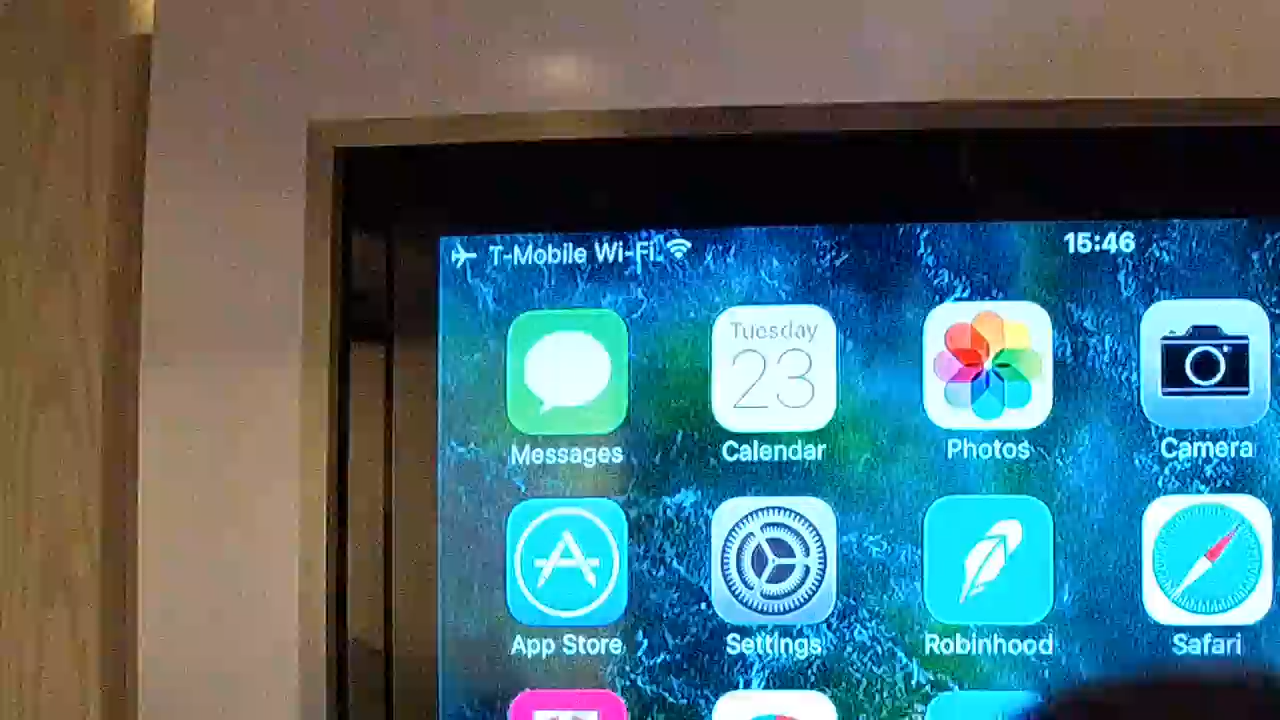 T-Mobile Wi-Fi 15:46
Tuesday
23
Messages Calendar Photos Camera
App Store Settings Robinhood Safari